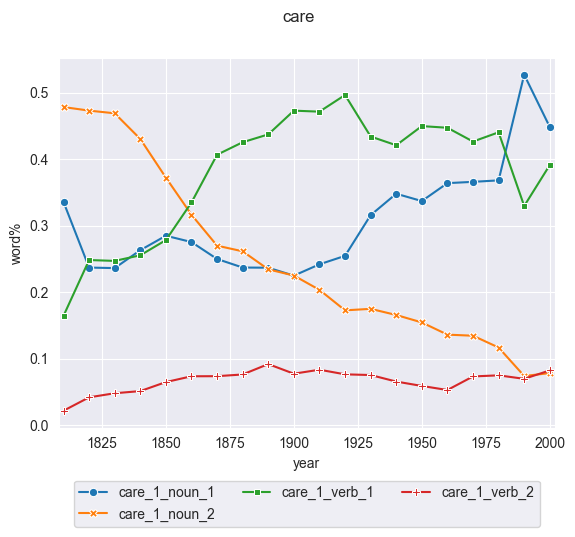 care
0.5
0.4
0.3
0.2
0.1
0.0
word%
1825 1850 1875 1900 1925 1950 1975 2000
year
care_1_noun_1 care_1_verb_1 care_1_verb_2
care_1_noun_2